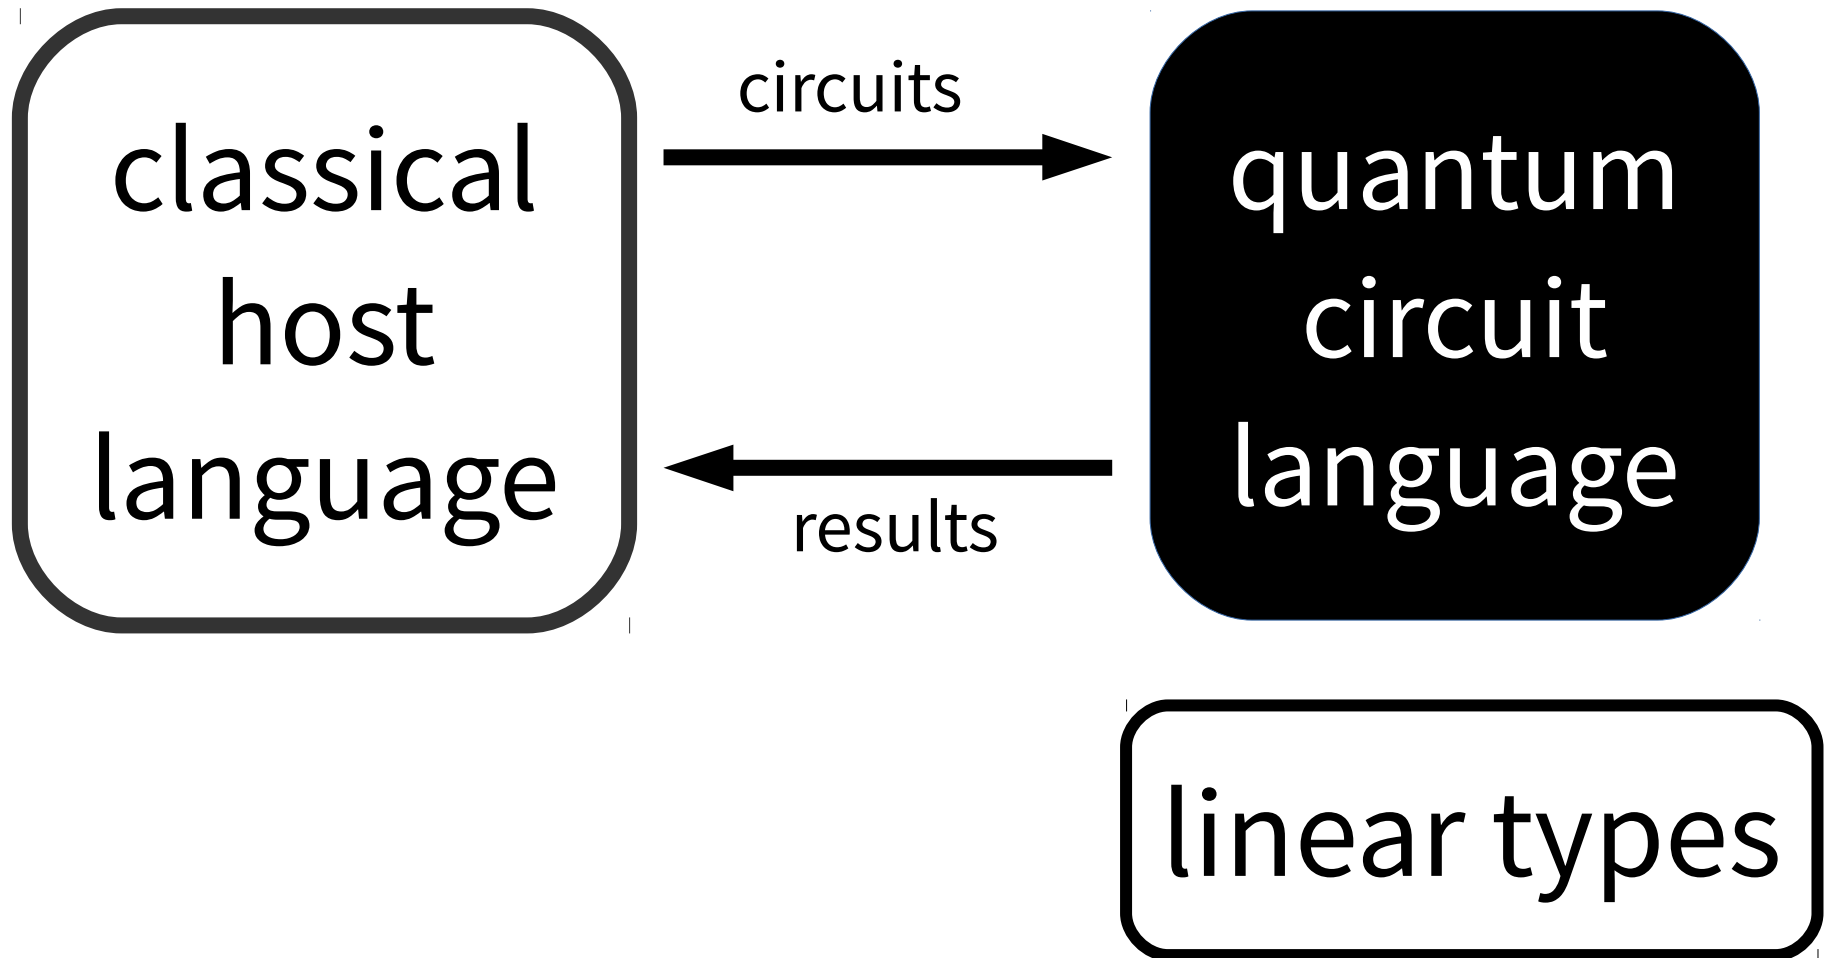 classical
host
language
circuits
results
quantum
circuit
language
linear types